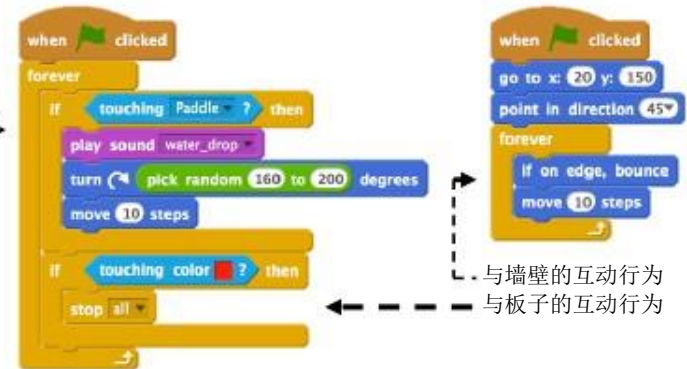 when clicked
forever
if touching Paddle ? then
play sound water_drop
turn pick random 160 to 200 degrees
move 10 steps
if touching color ? then
stop all
when clicked
go to x: 20 y: 150
point in direction 45
forever
if on edge, bounce
move 10 steps
与墙壁的互动行为
与板子的互动行为